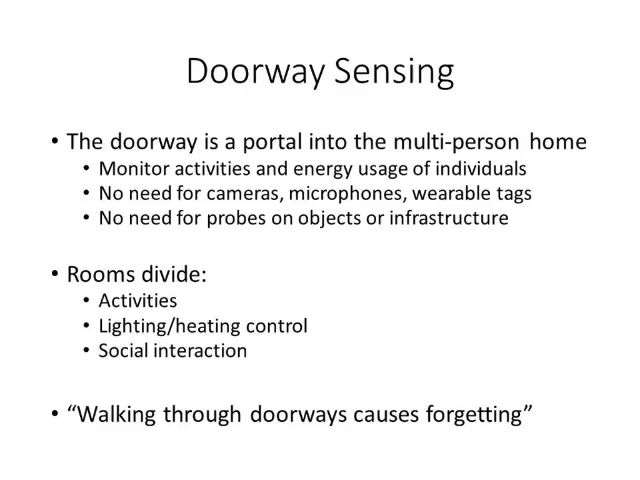 Doorway Sensing
• The doorway is a portal into the multi-person home
• Monitor activities and energy usage of individuals
• No need for cameras, microphones, wearable tags
• No need for probes on objects or infrastructure
• Rooms divide:
• Activities
• Lighting/heating control
• Social interaction
• “Walking through doorways causes forgetting”